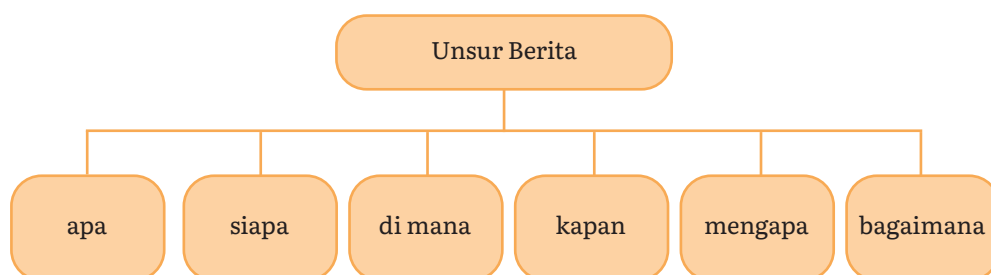 Unsur Berita
apa
siapa
di mana
kapan
mengapa
bagaimana